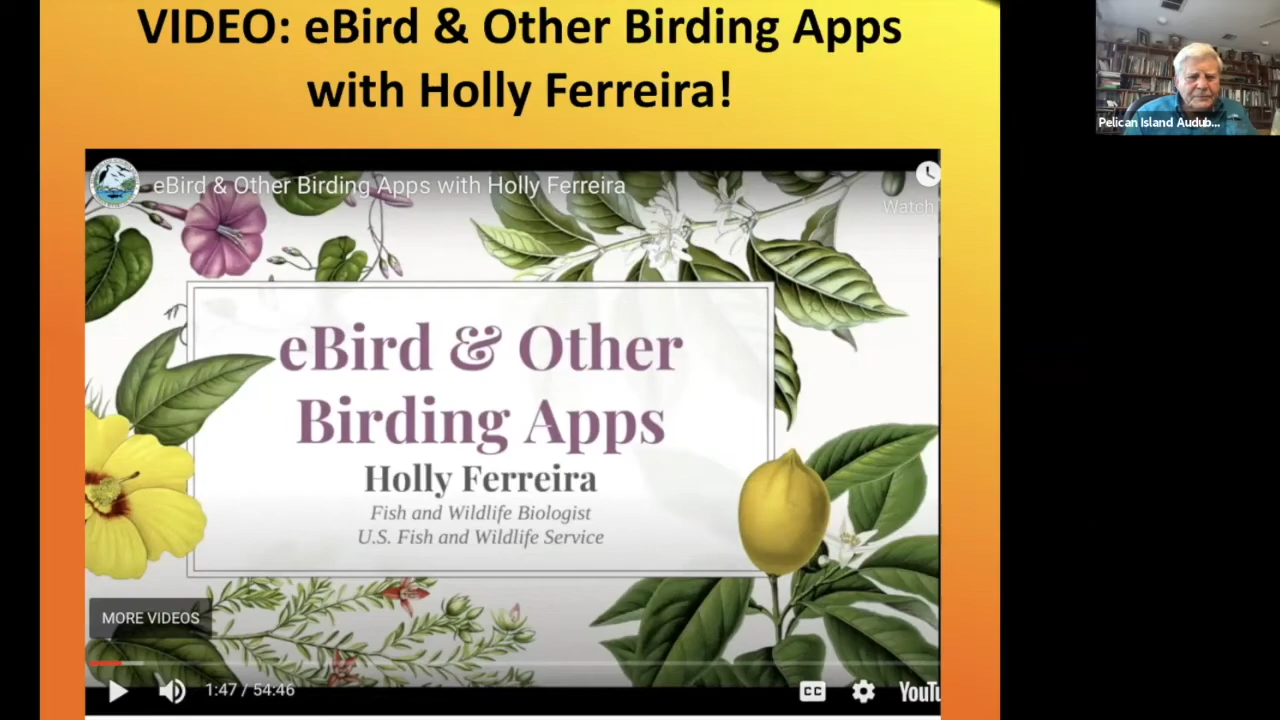 VIDEO: eBird & Other Birding Apps
with Holly Ferreira!
Pelican Island Audub...
eBird & Other Birding Apps with Holly Ferreira
Watch
eBird & Other
Birding Apps
Holly Ferreira
Fish and Wildlife Biologist
U.S. Fish and Wildlife Service
MORE VIDEOS
1:47 / 54:46
CC
YouTu